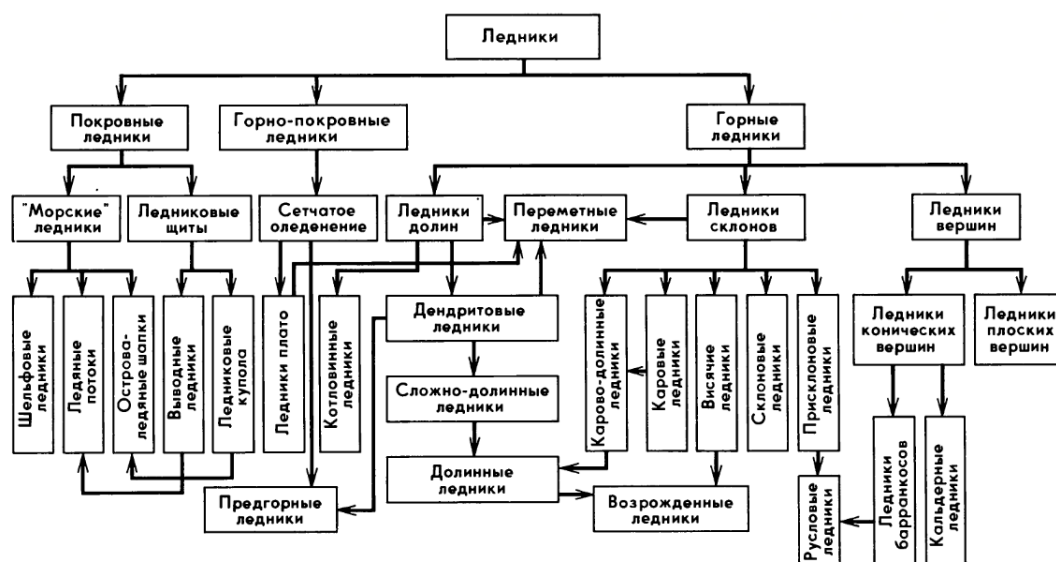 Ледники
Покровные
ледники
Горно-покровные
ледники
Горные
ледники
"Морские"
ледники
Ледниковые
щиты
Сетчатое
оледенение
Ледники
долин
Переметные
ледники
Ледники
склонов
Ледники
вершин
Шельфовые
ледники
Ледяные
потоки
Острова-
ледяные шапки
Выводные
ледники
Ледниковые
купола
Ледники плато
Котловинные
ледники
Дендритовые
ледники
Карово-долинные
ледники
Каровые
ледники
Висячие
ледники
Склоновые
ледники
Присклоновые
ледники
Ледники
конических
вершин
Ледники
плоских
вершин
Сложно-долинные
ледники
Долинные
ледники
Предгорные
ледники
Возрожденные
ледники
Русловые
ледники
Ледники
барранкосов
Кальдерные
ледники